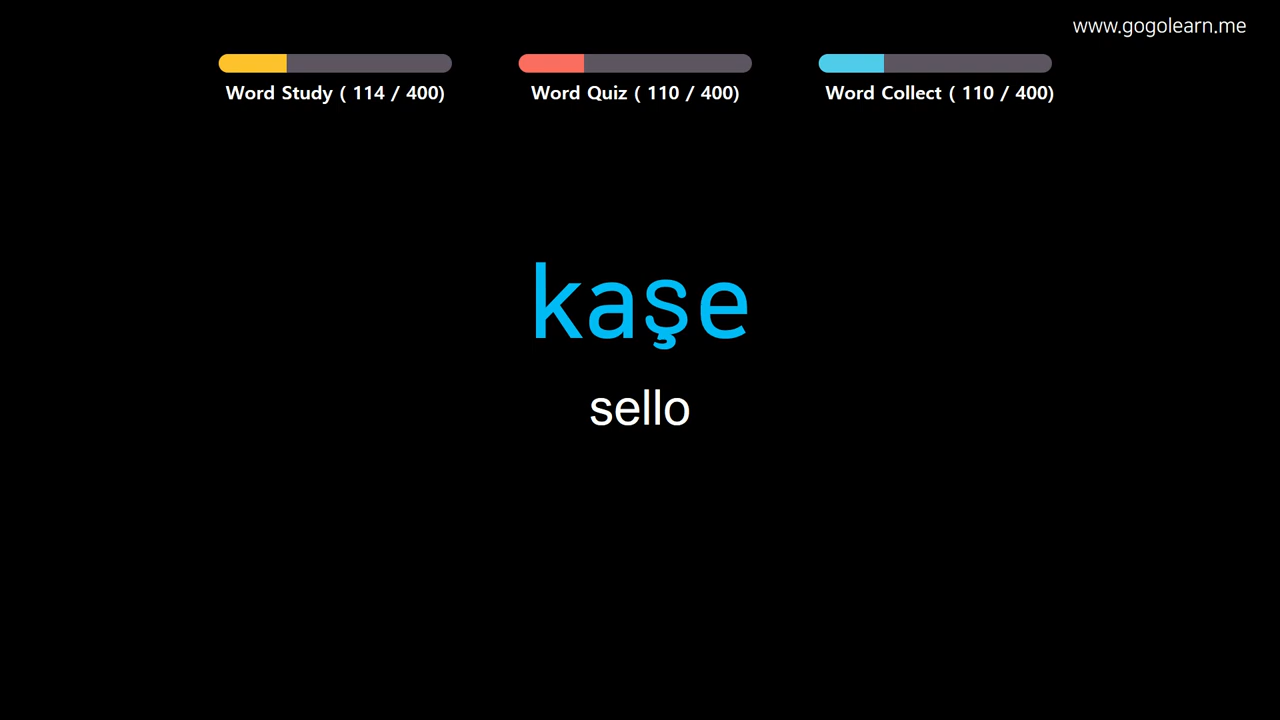 www.gogolearn.me
Word Study ( 114 / 400)
Word Quiz ( 110 / 400)
Word Collect ( 110 / 400)
kaşe
sello